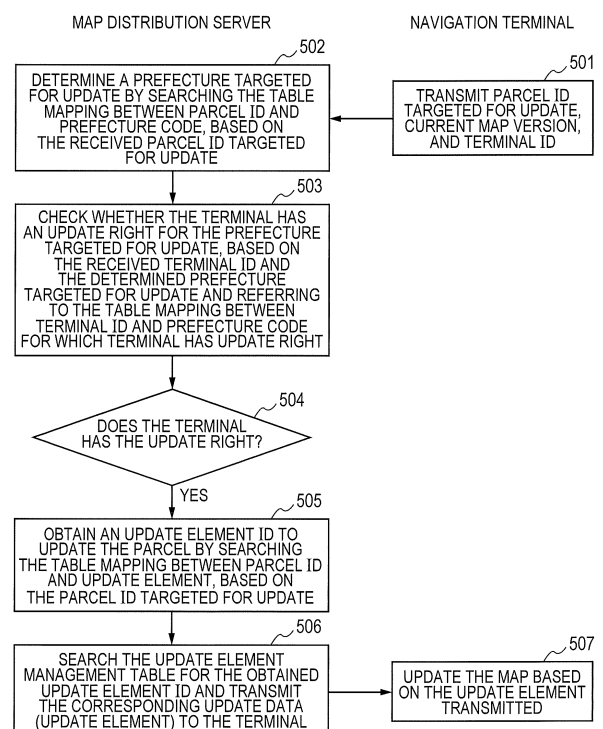 MAP DISTRIBUTION SERVER
NAVIGATION TERMINAL
502
DETERMINE A PREFECTURE TARGETED
FOR UPDATE BY SEARCHING THE TABLE
MAPPING BETWEEN PARCEL ID AND
PREFECTURE CODE, BASED ON
THE RECEIVED PARCEL ID TARGETED
FOR UPDATE
501
TRANSMIT PARCEL ID
TARGETED FOR UPDATE,
CURRENT MAP VERSION,
AND TERMINAL ID
503
CHECK WHETHER THE TERMINAL HAS
AN UPDATE RIGHT FOR THE PREFECTURE
TARGETED FOR UPDATE, BASED ON
THE RECEIVED TERMINAL ID AND
THE DETERMINED PREFECTURE
TARGETED FOR UPDATE AND REFERRING
TO THE TABLE MAPPING BETWEEN
TERMINAL ID AND PREFECTURE CODE
FOR WHICH TERMINAL HAS UPDATE RIGHT
504
DOES THE TERMINAL
HAS THE UPDATE RIGHT?
YES
505
OBTAIN AN UPDATE ELEMENT ID TO
UPDATE THE PARCEL BY SEARCHING
THE TABLE MAPPING BETWEEN PARCEL ID
AND UPDATE ELEMENT, BASED ON
THE PARCEL ID TARGETED FOR UPDATE
506
SEARCH THE UPDATE ELEMENT
MANAGEMENT TABLE FOR THE OBTAINED
UPDATE ELEMENT ID AND TRANSMIT
THE CORRESPONDING UPDATE DATA
(UPDATE ELEMENT) TO THE TERMINAL
507
UPDATE THE MAP BASED
ON THE UPDATE ELEMENT
TRANSMITTED